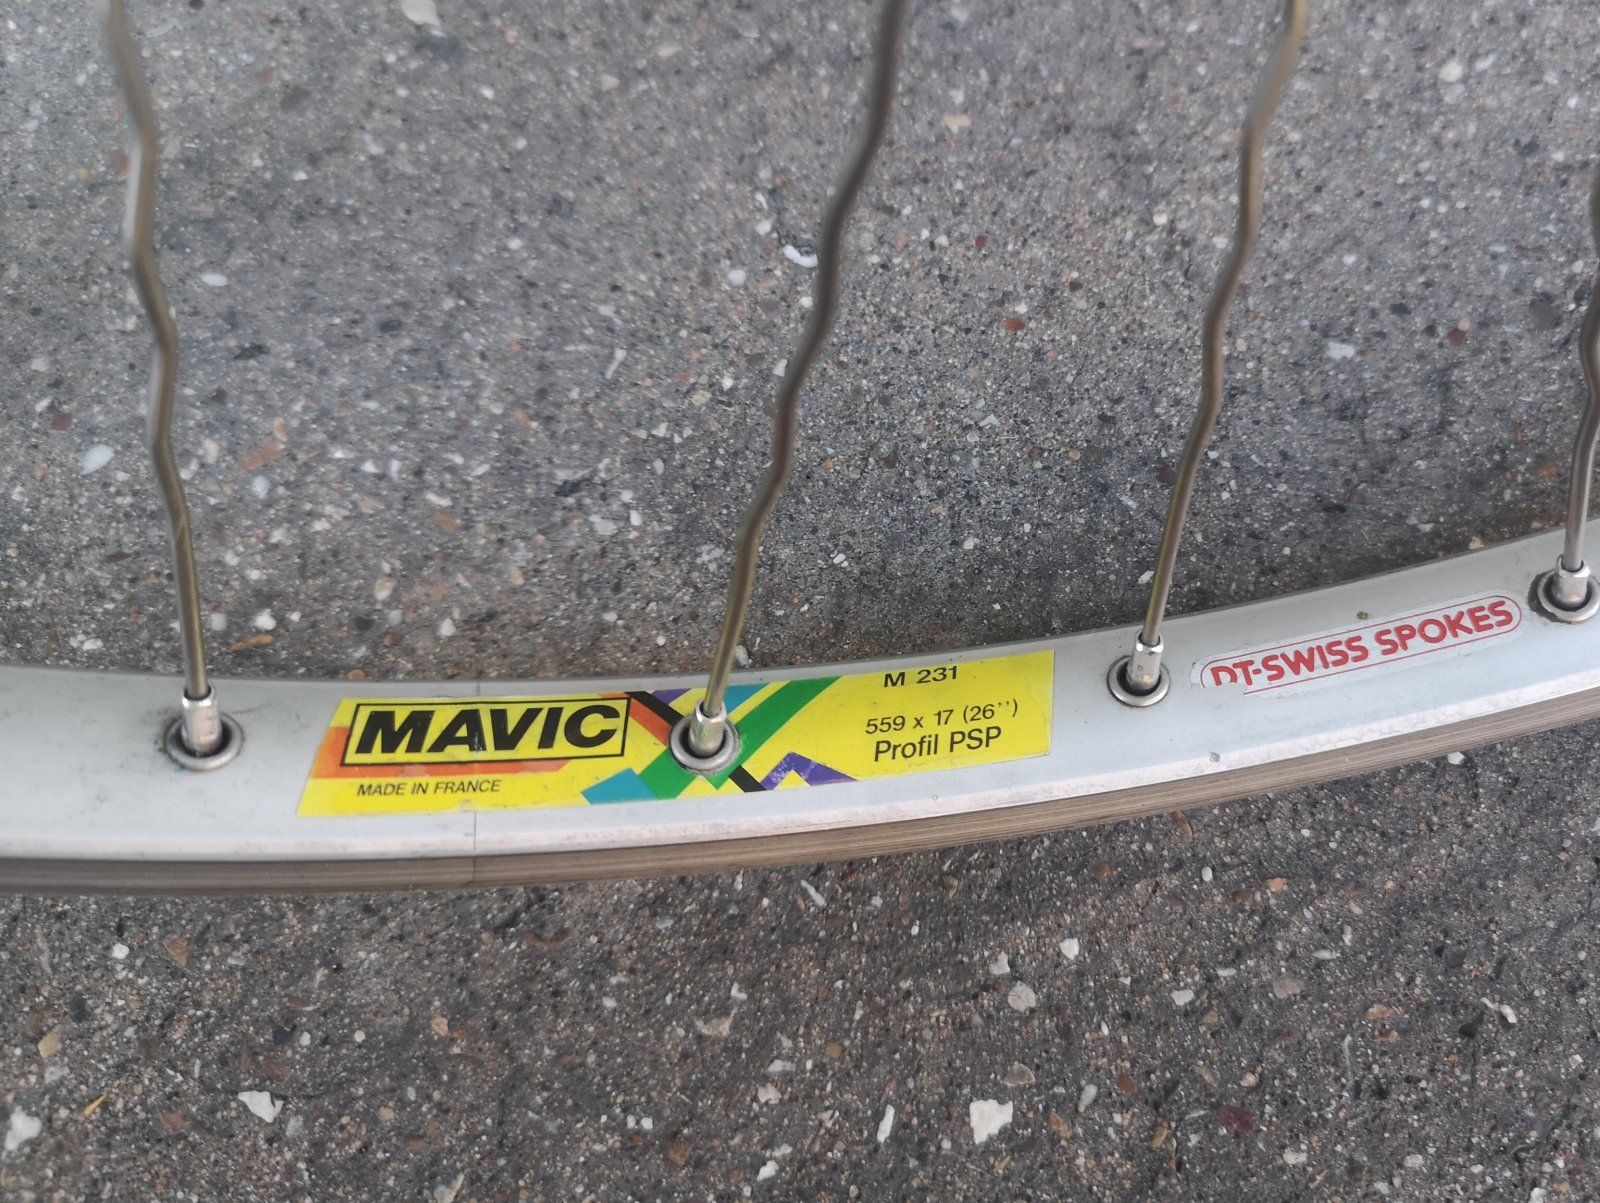 MAVIC
MADE IN FRANCE
M 231
559 x 17 (26'')
Profil PSP
DT-SWISS SPOKES